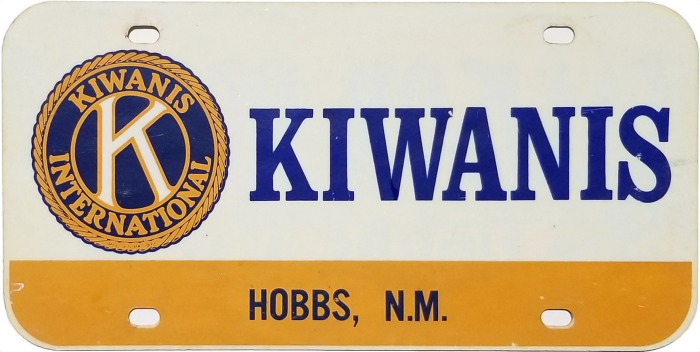 KIWANIS
K
INTERNATIONAL
KIWANIS
HOBBS, N.M.